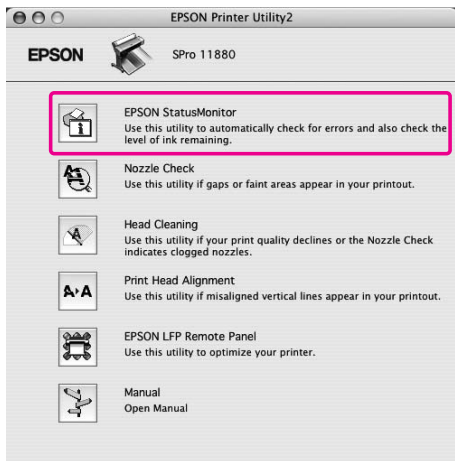 EPSON Printer Utility2
EPSON SPro 11880
EPSON StatusMonitor
Use this utility to automatically check for errors and also check the
level of ink remaining.
Nozzle Check
Use this utility if gaps or faint areas appear in your printout.
Head Cleaning
Use this utility if your print quality declines or the Nozzle Check
indicates clogged nozzles.
A A Print Head Alignment
Use this utility if misaligned vertical lines appear in your printout.
EPSON LFP Remote Panel
Use this utility to optimize your printer.
Manual
Open Manual